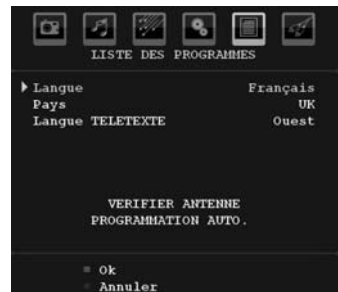 LISTE DES PROGRAMMES
Langue Français
Pays UK
Langue TELETEXTE Ouest
VERIFIER ANTENNE
PROGRAMMATION AUTO.
Ok
Annuler